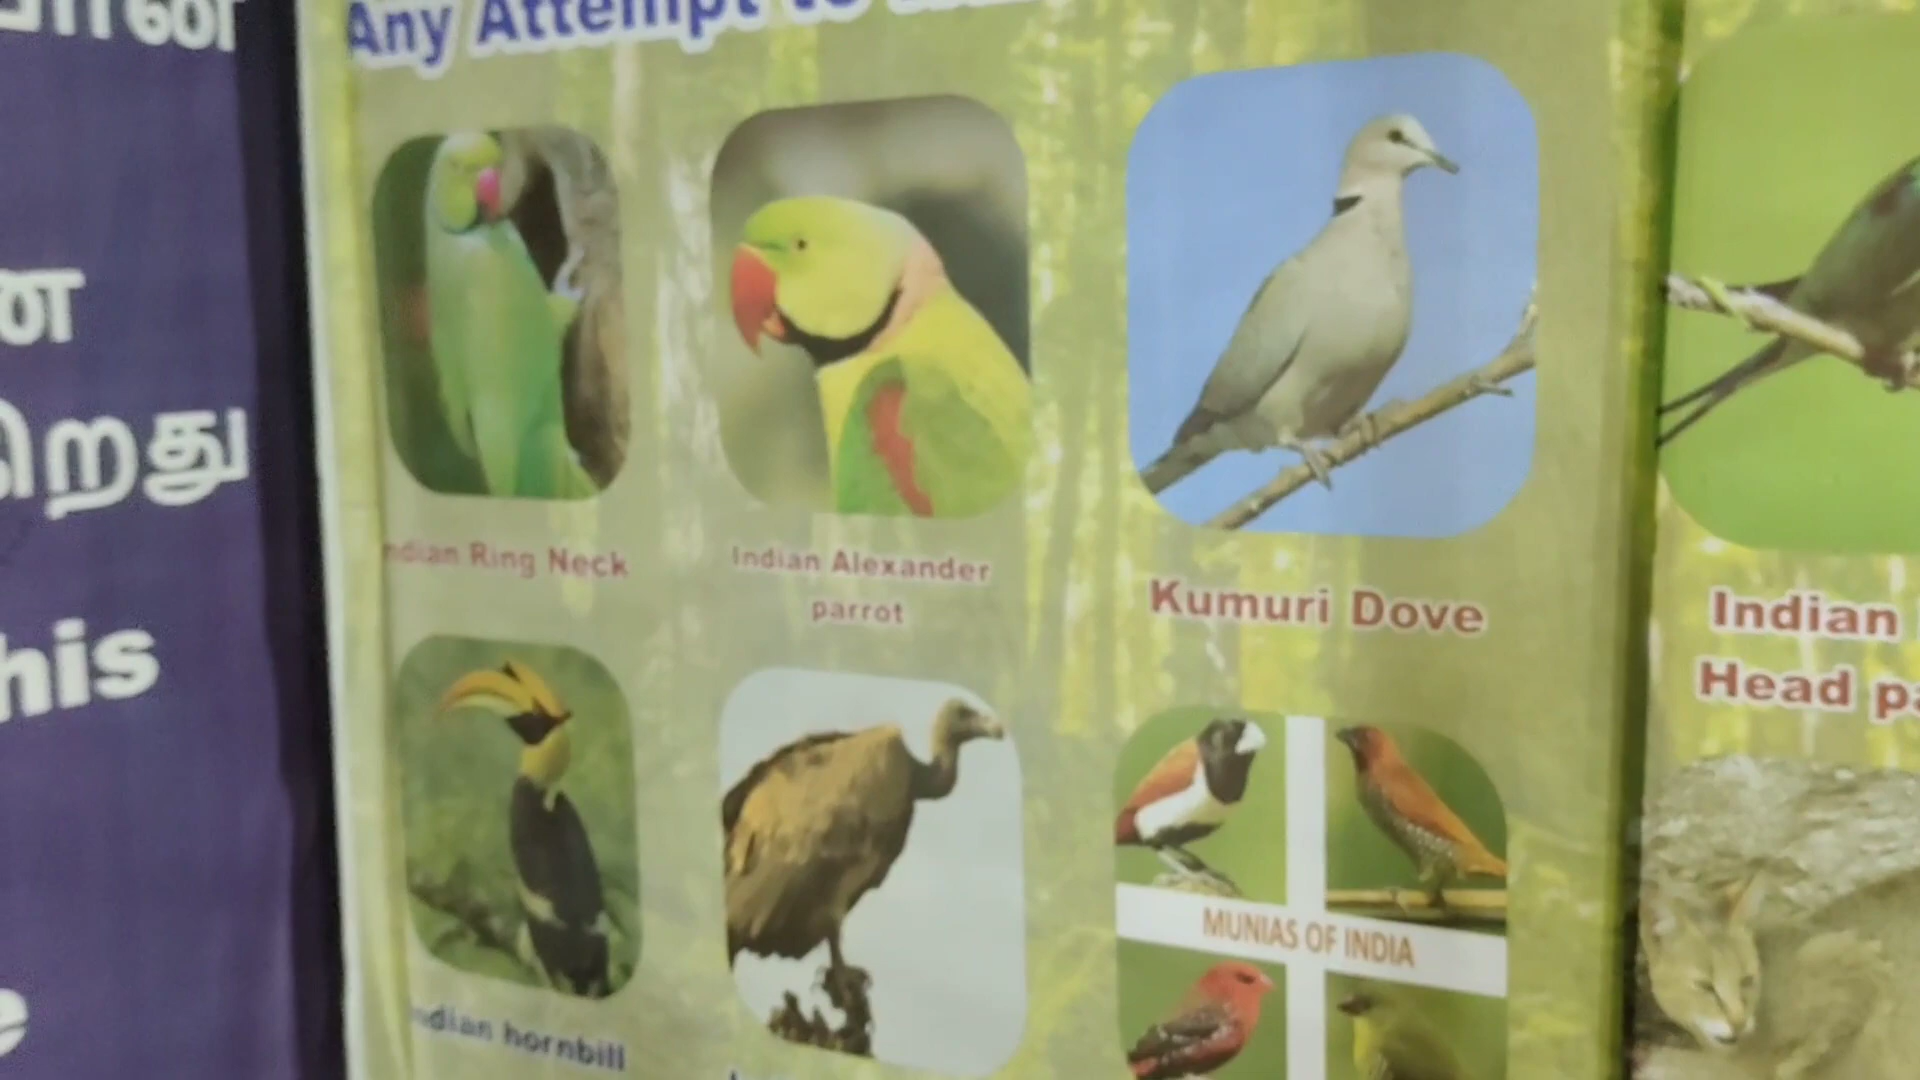 Any Attempt to
ன
கிறது
his
e
ndian Ring Neck
Indian Alexander
parrot
Kumuri Dove
Indian
Head
ndian hornbill
MUNIAS OF INDIA